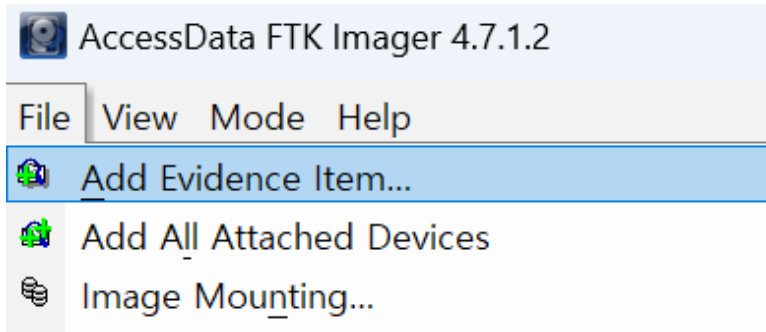 AccessData FTK Imager 4.7.1.2
File View Mode Help
Add Evidence Item...
Add All Attached Devices
Image Mounting...